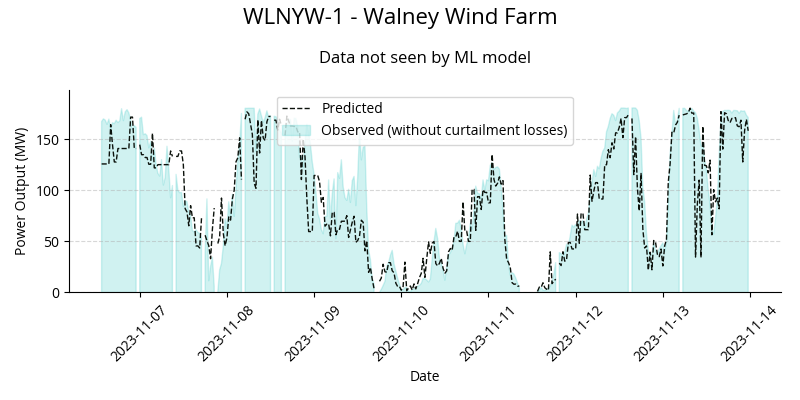 WLNYW-1 - Walney Wind Farm
Data not seen by ML model
Predicted
Observed (without curtailment losses)
Power Output (MW)
150
100
50
0
2023-11-07
2023-11-08
2023-11-09
2023-11-10
2023-11-11
2023-11-12
2023-11-13
2023-11-14
Date